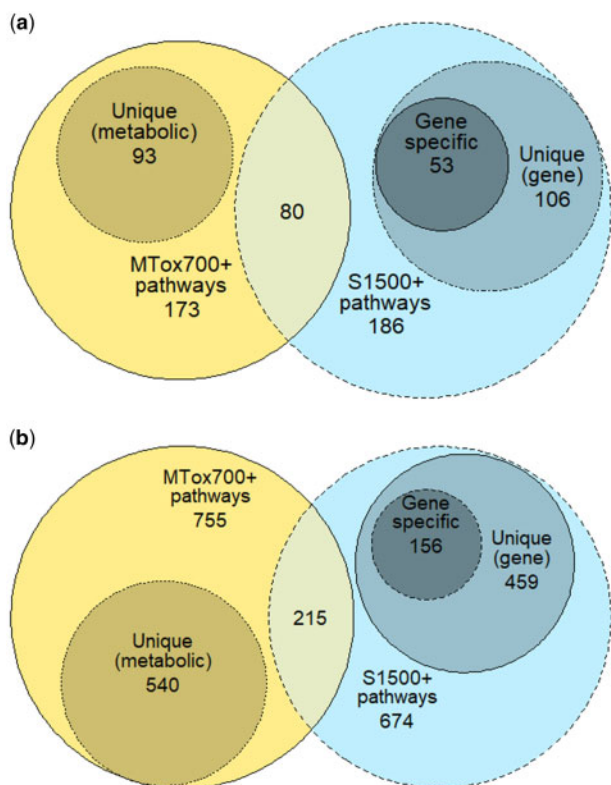 (a)
Unique
(metabolic)
93
MTox700+
pathways
173
80
Gene
specific
53
Unique
(gene)
106
S1500+
pathways
186
(b)
MTox700+
pathways
755
Unique
(metabolic)
540
215
Gene
specific
156
Unique
(gene)
459
S1500+
pathways
674